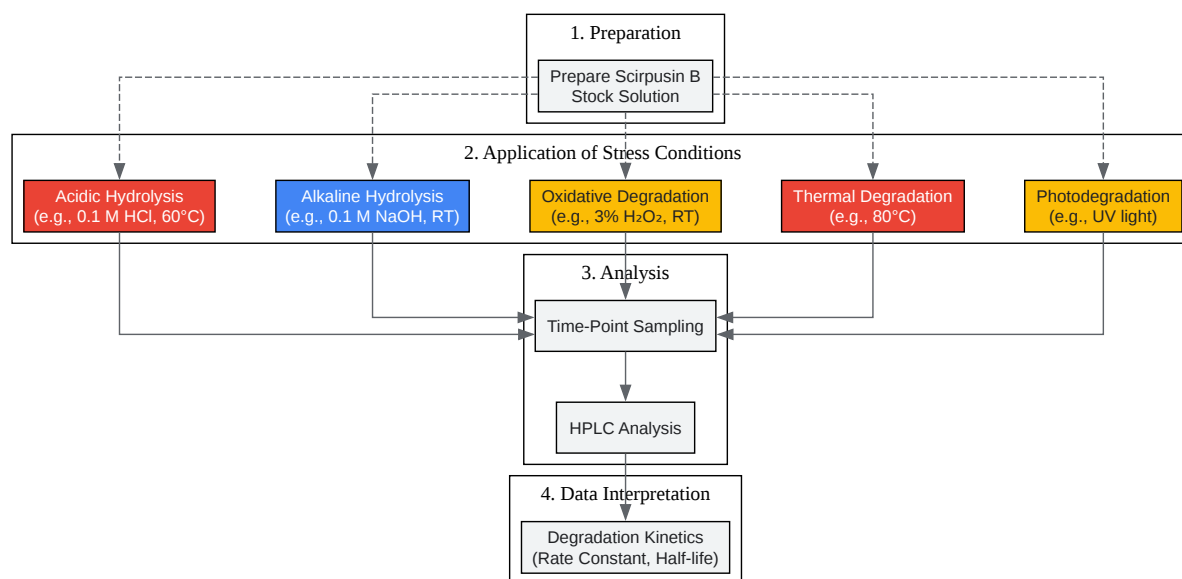 1. Preparation
Prepare Scirpusin B
Stock Solution
2. Application of Stress Conditions
Acidic Hydrolysis
(e.g., 0.1 M HCl, 60°C)
Alkaline Hydrolysis
(e.g., 0.1 M NaOH, RT)
Oxidative Degradation
(e.g., 3% H₂O₂, RT)
Thermal Degradation
(e.g., 80°C)
Photodegradation
(e.g., UV light)
3. Analysis
Time-Point Sampling
HPLC Analysis
4. Data Interpretation
Degradation Kinetics
(Rate Constant, Half-life)